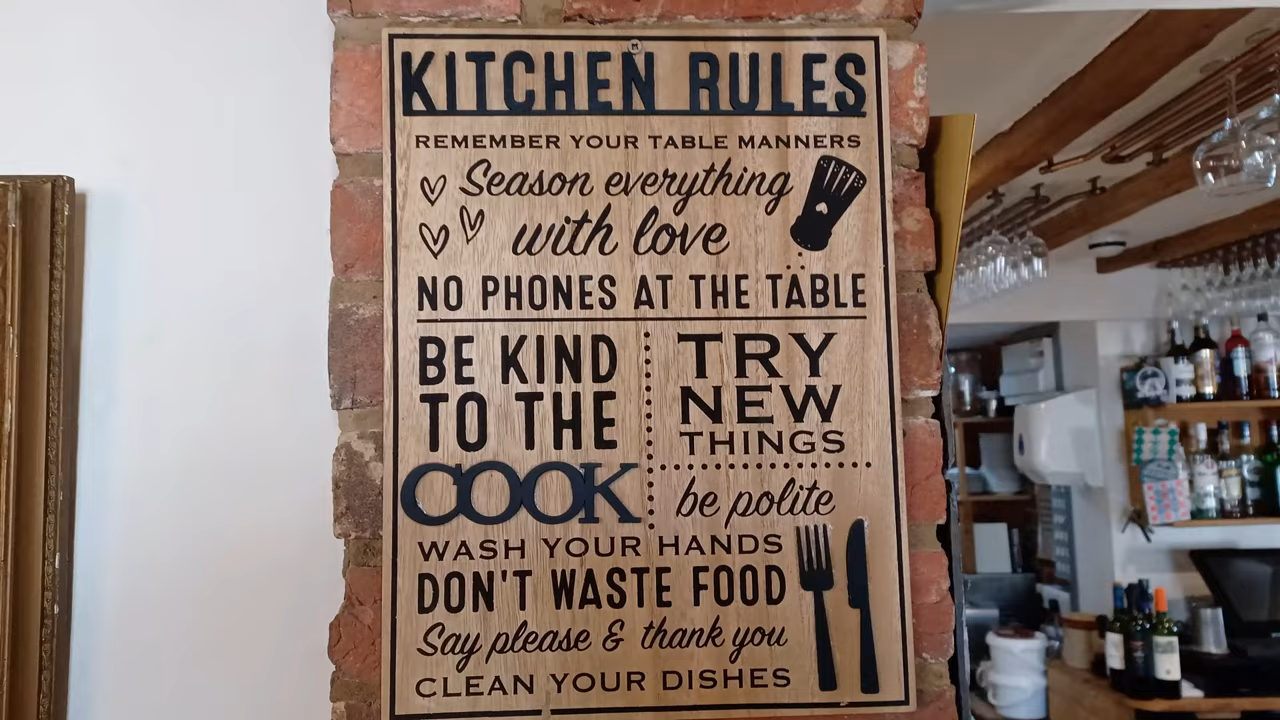 KITCHEN RULES
REMEMBER YOUR TABLE MANNERS
Season everything
with love
NO PHONES AT THE TABLE
BE KIND
TO THE
COOK
TRY
NEW
THINGS
be polite
WASH YOUR HANDS
DON'T WASTE FOOD
Say please & thank you
CLEAN YOUR DISHES